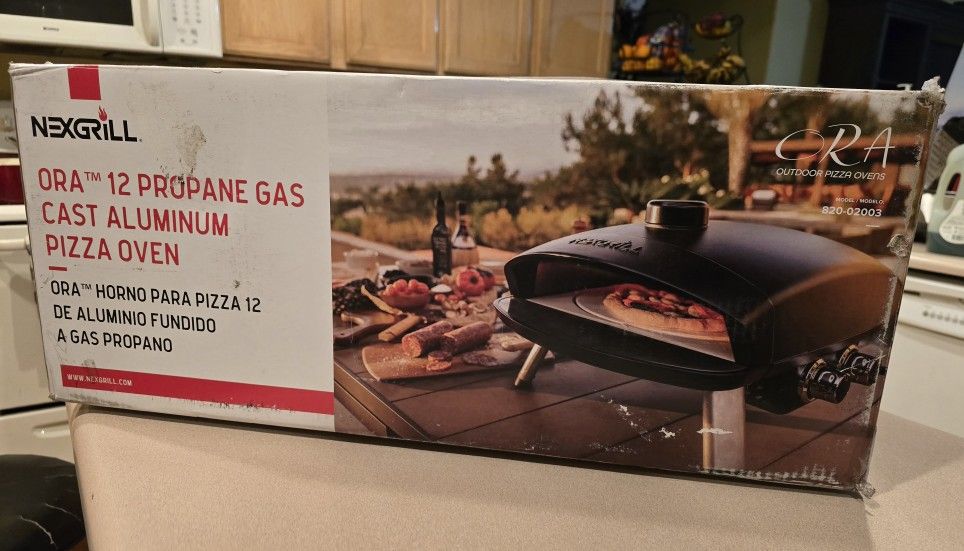 NEXGRILL
ORA™ 12 PROPANE GAS
CAST ALUMINUM
PIZZA OVEN
ORA™ HORNO PARA PIZZA 12
DE ALUMINIO FUNDIDO
A GAS PROPANO
WWW.NEXGRILL.COM
ORA
OUTDOOR PIZZA OVENS
MODEL / MODELO:
820-02003
NEXGRILL